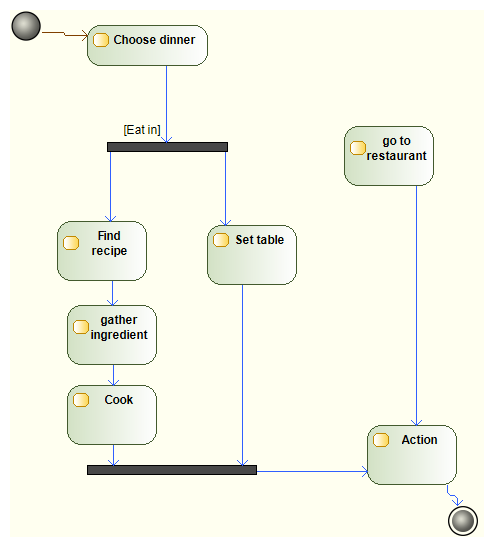 Choose dinner
[Eat in]
go to
restaurant
Find
recipe
Set table
gather
ingredient
Cook
Action